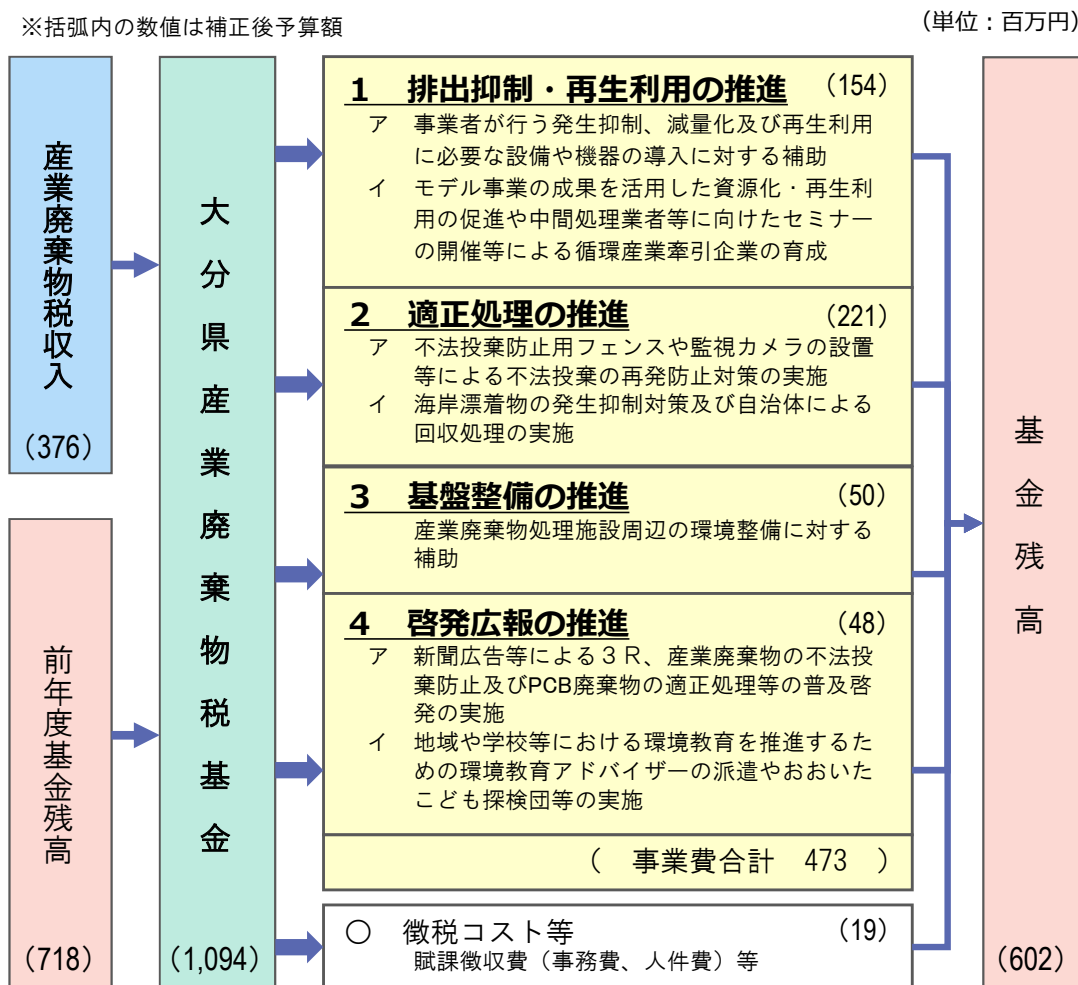 ※括弧内の数値は補正後予算額
(単位：百万円)
産業廃棄物税収入
(376)
前年度基金残高
(718)
大分県産業廃棄物税基金
(1,094)
1　排出抑制・再生利用の推進　(154)
ア　事業者が行う発生抑制、減量化及び再生利用
に必要な設備や機器の導入に対する補助
イ　モデル事業の成果を活用した資源化・再生利
用の促進や中間処理業者等に向けたセミナー
の開催等による循環産業牽引企業の育成
2　適正処理の推進　(221)
ア　不法投棄防止用フェンスや監視カメラの設置
等による不法投棄の再発防止対策の実施
イ　海岸漂着物の発生抑制対策及び自治体による
回収処理の実施
3　基盤整備の推進　(50)
産業廃棄物処理施設周辺の環境整備に対する
補助
4　啓発広報の推進　(48)
ア　新聞広告等による３Ｒ、産業廃棄物の不法投
棄防止及びPCB廃棄物の適正処理等の普及啓
発の実施
イ　地域や学校等における環境教育を推進するた
めの環境教育アドバイザーの派遣やおおいた
こども探検団等の実施
(　事業費合計　473　)
○　徴税コスト等　(19)
賦課徴収費（事務費、人件費）等
基金残高
(602)